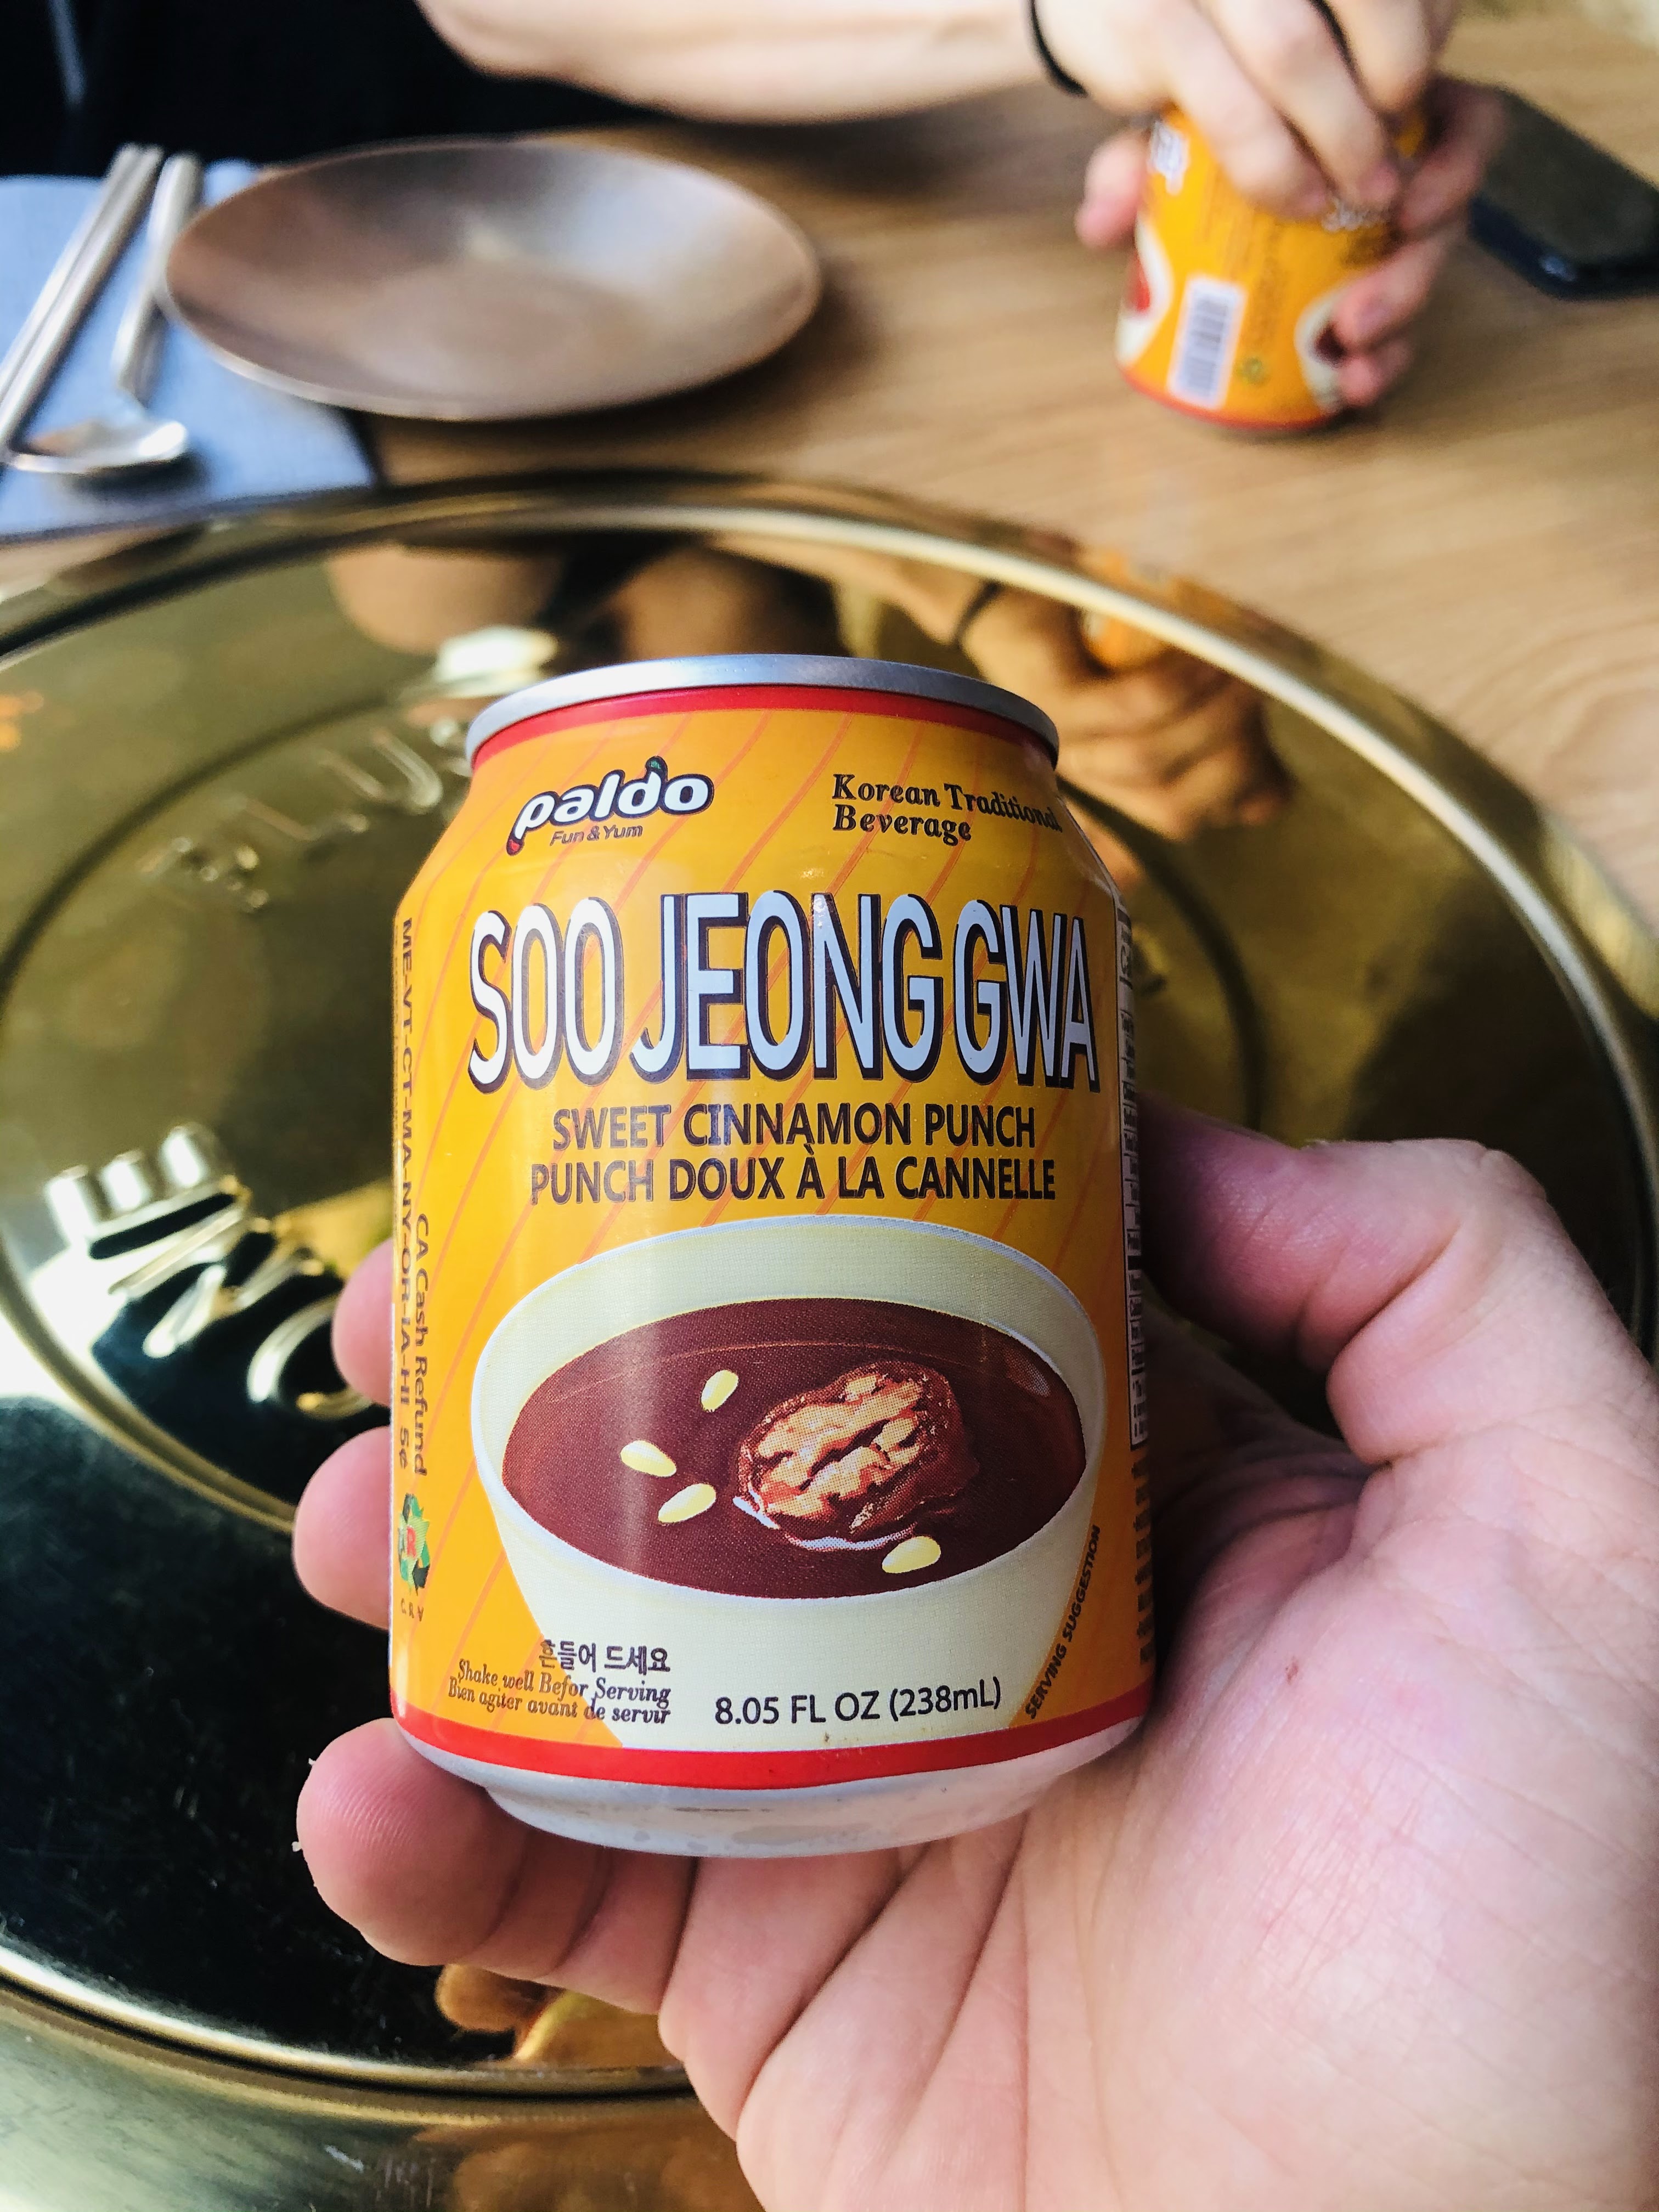 paldo
Fun & Yum
Korean Traditional
Beverage
SOO JEONG GWA
SWEET CINNAMON PUNCH
PUNCH DOUX À LA CANNELLE
ME-VT-CT-MA-NY-OR-IA-HI 5¢
CA Cash Refund
CRV
흔들어 드세요
Shake well Befor Serving
Bien agiter avant de servir
8.05 FL OZ (238mL)
SERVING SUGGESTION